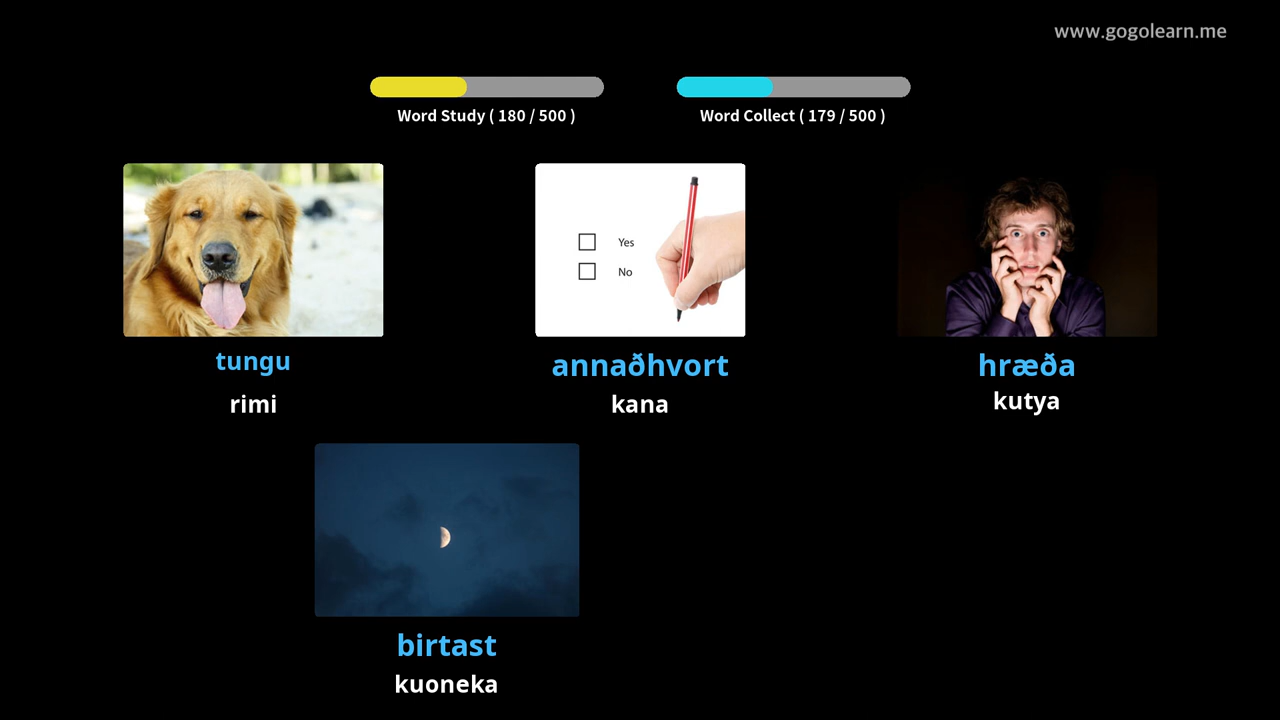 www.gogolearn.me
Word Study ( 180 / 500 )
Word Collect ( 179 / 500 )
Yes
No
tungu
rimi
annaðhvort
kana
hræða
kutya
birtast
kuoneka